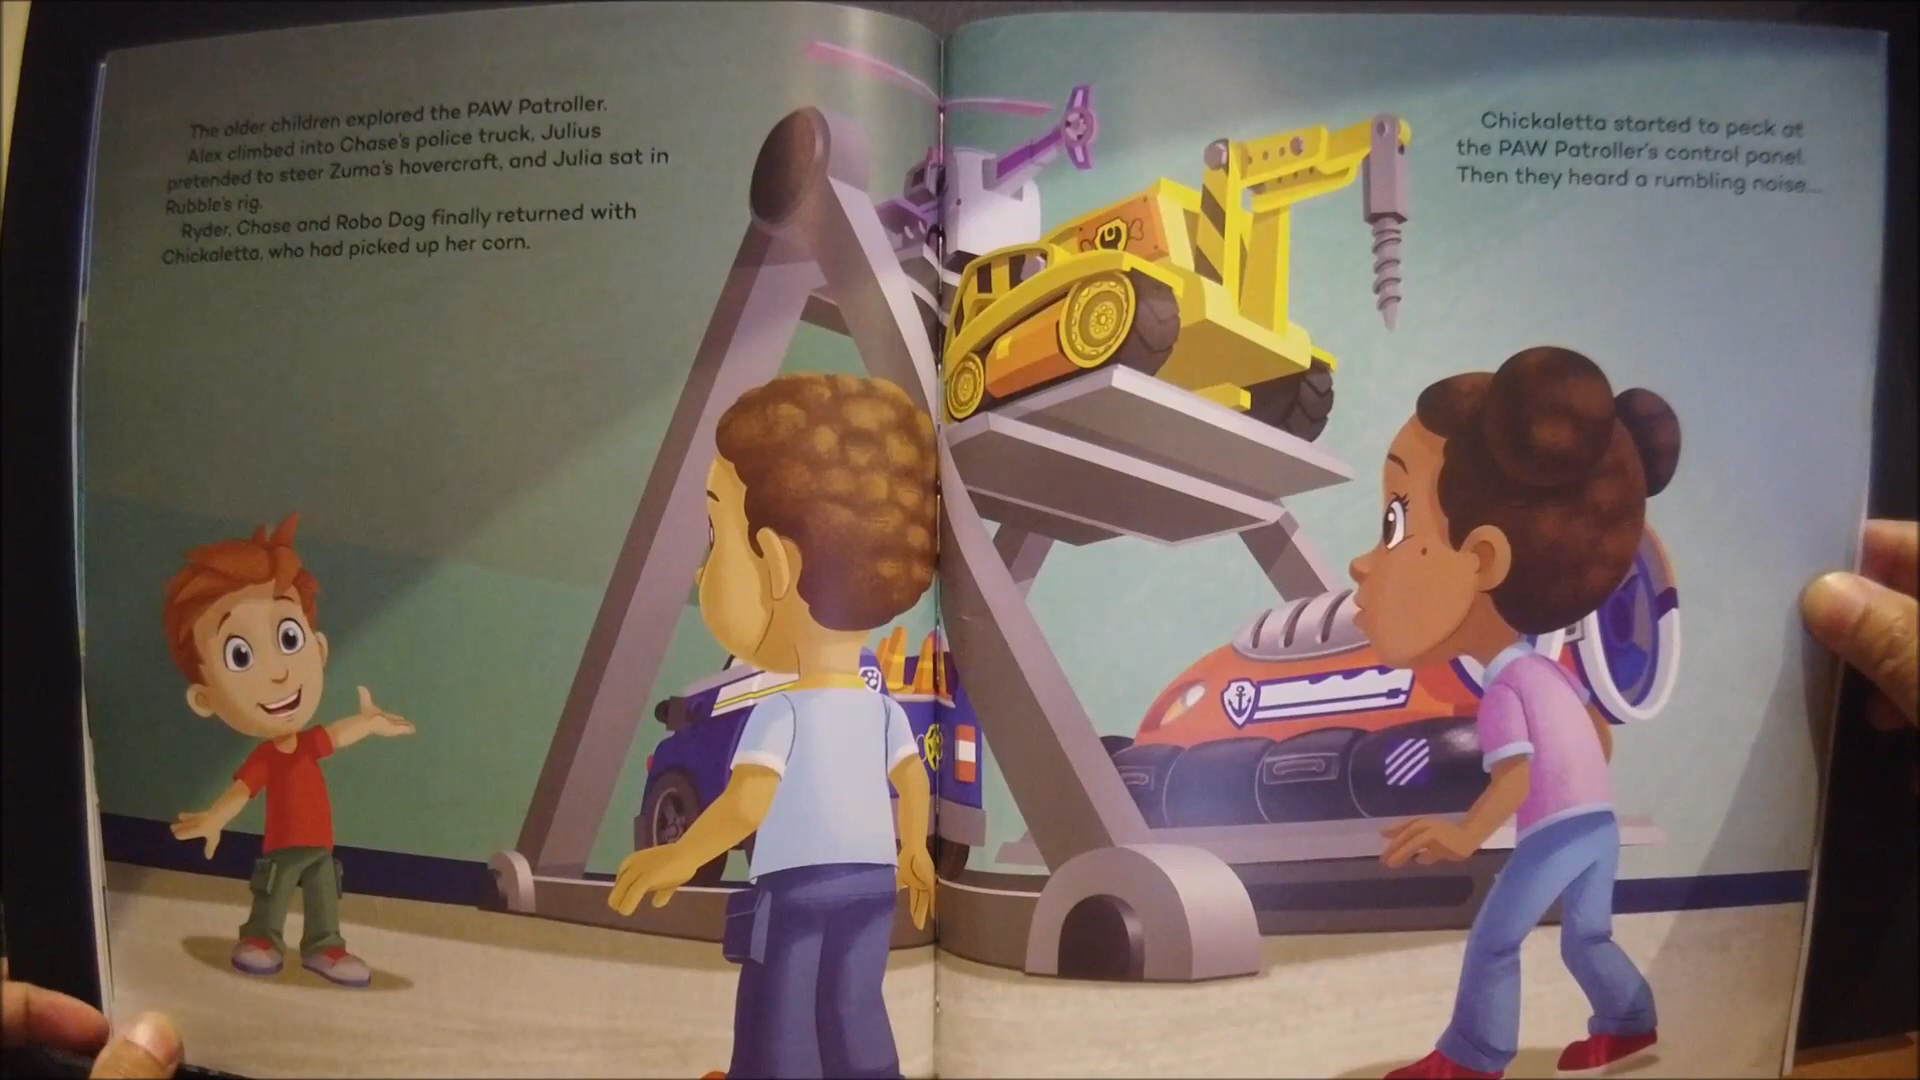 The older children explored the PAW Patroller.
Alex climbed into Chase's police truck, Julius
pretended to steer Zuma's hovercraft, and Julia sat in
Rubble's rig.
Ryder, Chase and Robo Dog finally returned with
Chickaletta, who had picked up her corn.
Chickaletta started to peck at
the PAW Patroller's control panel.
Then they heard a rumbling noise....